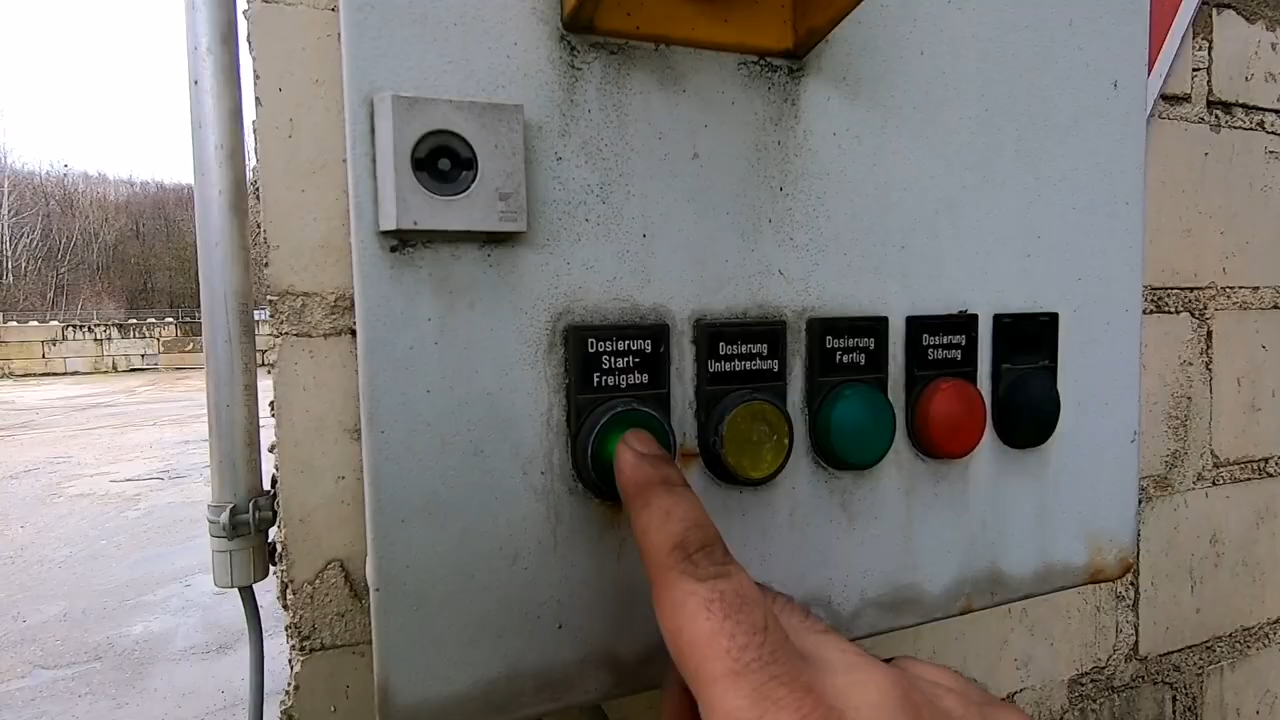 Dosierung
Start-
Freigabe
Dosierung
Unterbrechung
Dosierung
Fertig
Dosierung
Störung